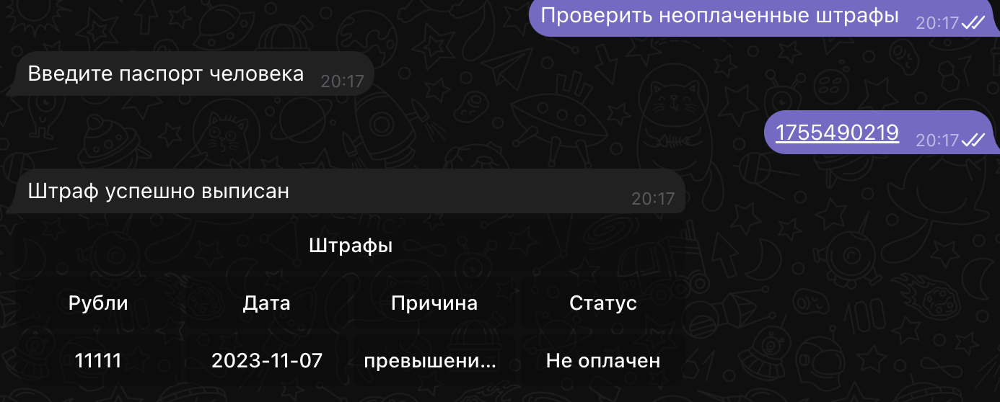 Проверить неоплаченные штрафы 20:17
Введите паспорт человека 20:17
1755490219 20:17
Штраф успешно выписан 20:17
Штрафы
Рубли Дата Причина Статус
11111 2023-11-07 превышени... Не оплачен